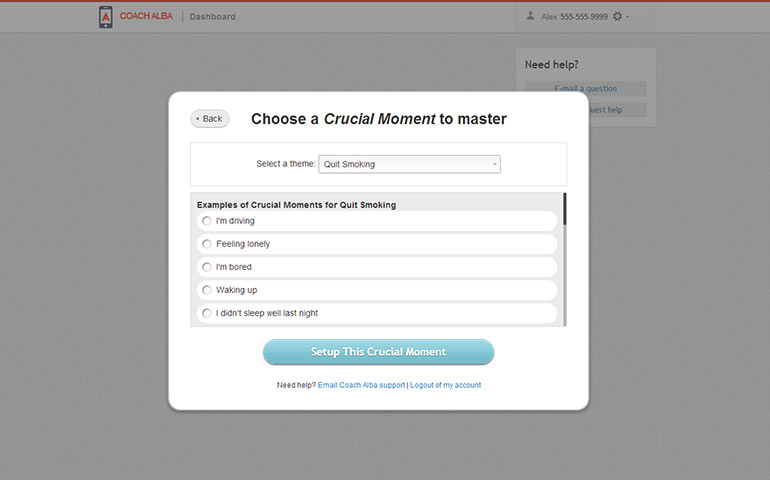 COACH ALBA Dashboard Alex 555-555-9999
Need help?
E-mail a question
uest help
Back
Choose a Crucial Moment to master
Select a theme: Quit Smoking
Examples of Crucial Moments for Quit Smoking
I'm driving
Feeling lonely
I'm bored
Waking up
I didn't sleep well last night
Setup This Crucial Moment
Need help? Email Coach Alba support | Logout of my account